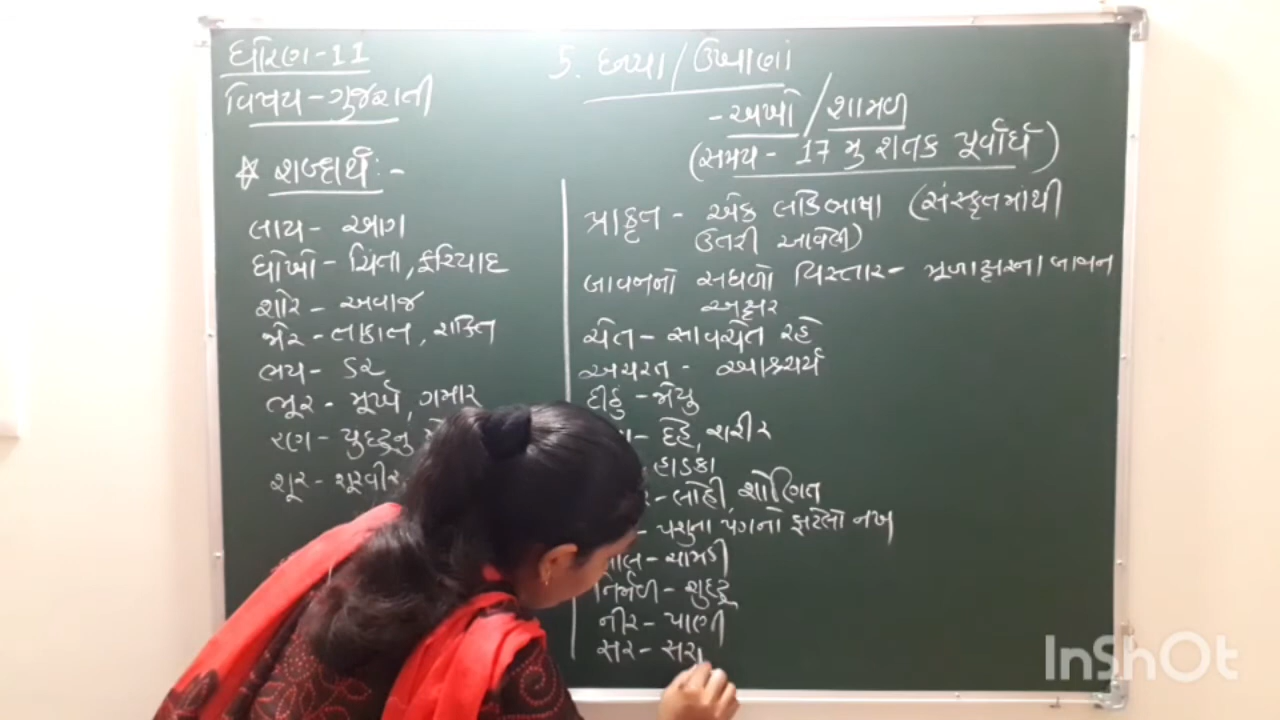 ધોરણ-11
વિષય-ગુજરાતી
5. છપ્પા/ઉખાણાં
-અખો/શામળ
(સમય- 17 મુ શતક પૂર્વાર્ધ)
☆ શબ્દાર્થ:-
લાય- આગ
ધોખો-ચિંતા, ફરિયાદ
શોર-અવાજ
જોર-તાકાત, શક્તિ
ભય- ડર
ભૂર-મૂર્ખ, ગમાર
રણ- યુદ્ધનુ
શૂર-શૂરવીર
પ્રાકૃત- એક લોકભાષા (સંસ્કૃતમાંથી
ઉતરી આવેલી)
બાવનનો સઘળો વિસ્તાર- મૂળાક્ષરના બાવન
અક્ષર
ચેત-સાવચેત રહે
અચરત- આશ્ચર્ય
દીઠું-જોયુ
- દેહ, શરીર
હાડકા
-લોહી, શોણિત
- પશુના પગનો ફાટેલો નખ
-ચામડી
નિર્મળ-શુદ્ધ
નીર-પાણી
સર-સર
InShOt